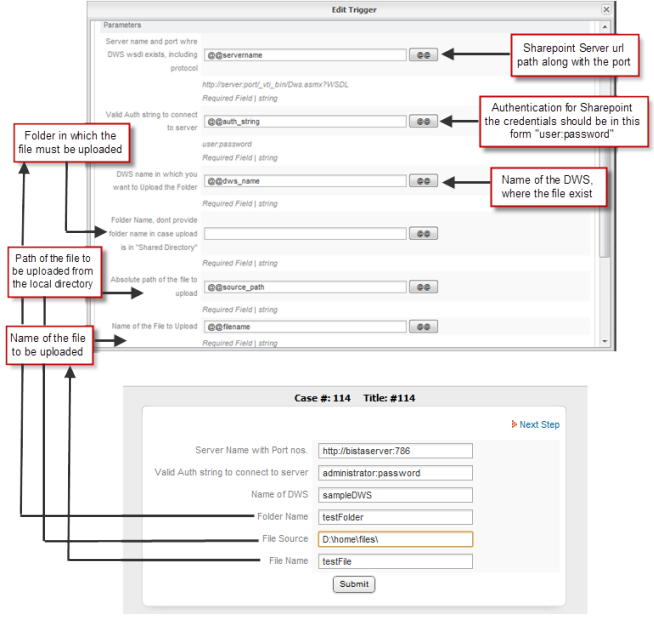 Edit Trigger
Parameters
Server name and port whre
DWS wsdl exists, including
protocol
@@servername
@@
http://server:port/_vti_bin/Dws.asmx?WSDL
Required Field | string
Sharepoint Server url
path along with the port
Valid Auth string to connect
to server
@@auth_string
@@
user:password
Required Field | string
Authentication for Sharepoint
the credentials should be in this
form "user:password"
Folder in which the
file must be uploaded
DWS name in which you
want to Upload the Folder
@@dws_name
@@
Required Field | string
Name of the DWS,
where the file exist
Folder Name, dont provide
folder name in case upload
is in "Shared Directory"
@@
Required Field | string
Path of the file to
be uploaded from
the local directory
Absolute path of the file to
upload
@@source_path
@@
Required Field | string
Name of the file
to be uploaded
Name of the File to Upload
@@filename
@@
Required Field | string
Case #: 114 Title: #114
Next Step
Server Name with Port nos.
http://bistaserver:786
Valid Auth string to connect to server
administrator:password
Name of DWS
sampleDWS
Folder Name
testFolder
File Source
D:\home\files\
File Name
testFile
Submit